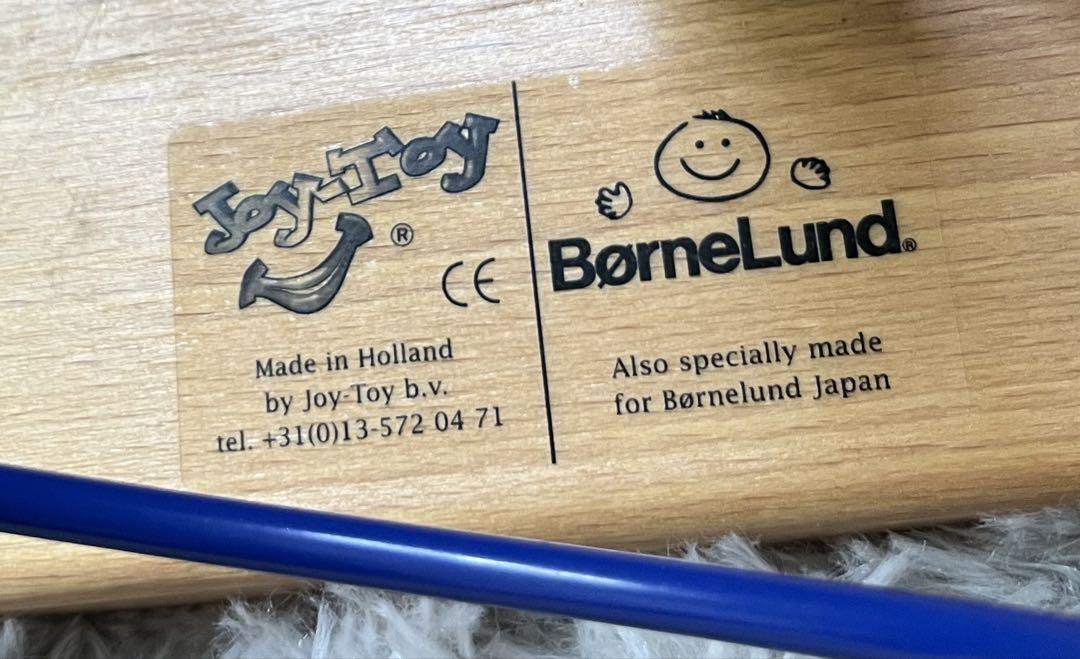 Joy-Toy
®
CE
Made in Holland
by Joy-Toy b.v.
tel. +31(0)13-572 04 71
BørneLund®
Also specially made
for Børnelund Japan